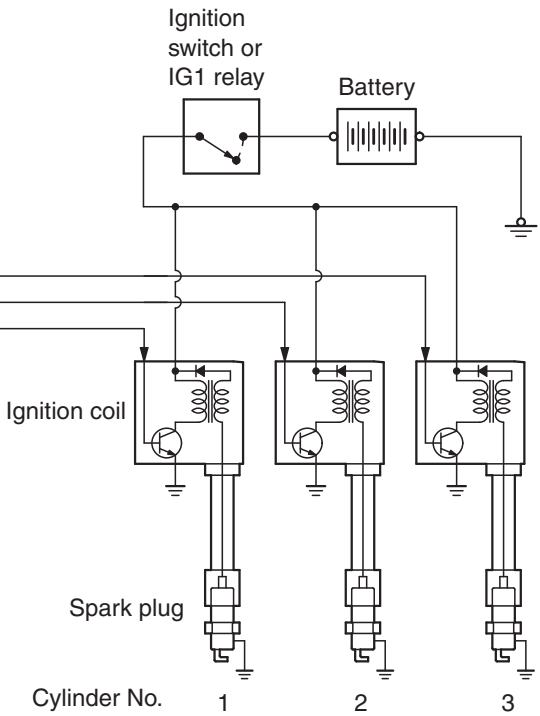 Ignition
switch or
IG1 relay
Battery
Ignition coil
Spark plug
Cylinder No. 1 2 3